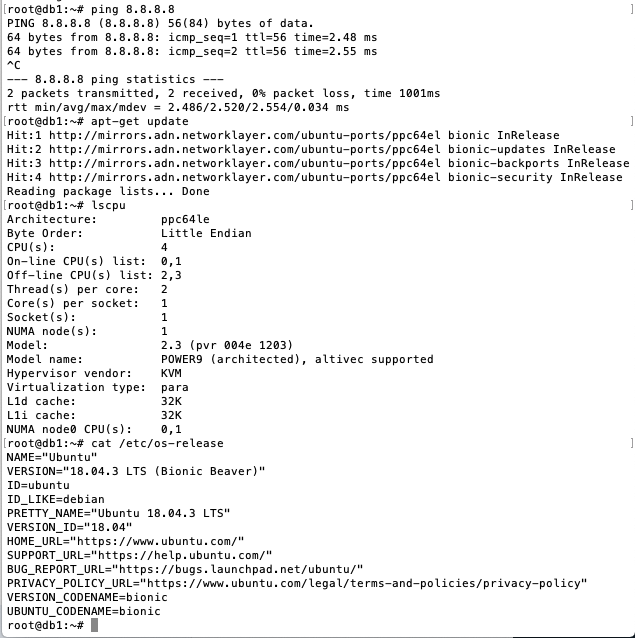 [root@db1:~# ping 8.8.8.8 ]
PING 8.8.8.8 (8.8.8.8) 56(84) bytes of data.
64 bytes from 8.8.8.8: icmp_seq=1 ttl=56 time=2.48 ms
64 bytes from 8.8.8.8: icmp_seq=2 ttl=56 time=2.55 ms
^C
--- 8.8.8.8 ping statistics ---
2 packets transmitted, 2 received, 0% packet loss, time 1001ms
rtt min/avg/max/mdev = 2.486/2.520/2.554/0.034 ms
[root@db1:~# apt-get update ]
Hit:1 http://mirrors.adn.networklayer.com/ubuntu-ports/ppc64el bionic InRelease
Hit:2 http://mirrors.adn.networklayer.com/ubuntu-ports/ppc64el bionic-updates InRelease
Hit:3 http://mirrors.adn.networklayer.com/ubuntu-ports/ppc64el bionic-backports InRelease
Hit:4 http://mirrors.adn.networklayer.com/ubuntu-ports/ppc64el bionic-security InRelease
Reading package lists... Done
[root@db1:~# lscpu ]
Architecture: ppc64le
Byte Order: Little Endian
CPU(s): 4
On-line CPU(s) list: 0,1
Off-line CPU(s) list: 2,3
Thread(s) per core: 2
Core(s) per socket: 1
Socket(s): 1
NUMA node(s): 1
Model: 2.3 (pvr 004e 1203)
Model name: POWER9 (architected), altivec supported
Hypervisor vendor: KVM
Virtualization type: para
L1d cache: 32K
L1i cache: 32K
NUMA node0 CPU(s): 0,1
[root@db1:~# cat /etc/os-release ]
NAME="Ubuntu"
VERSION="18.04.3 LTS (Bionic Beaver)"
ID=ubuntu
ID_LIKE=debian
PRETTY_NAME="Ubuntu 18.04.3 LTS"
VERSION_ID="18.04"
HOME_URL="https://www.ubuntu.com/"
SUPPORT_URL="https://help.ubuntu.com/"
BUG_REPORT_URL="https://bugs.launchpad.net/ubuntu/"
PRIVACY_POLICY_URL="https://www.ubuntu.com/legal/terms-and-policies/privacy-policy"
VERSION_CODENAME=bionic
UBUNTU_CODENAME=bionic
root@db1:~#